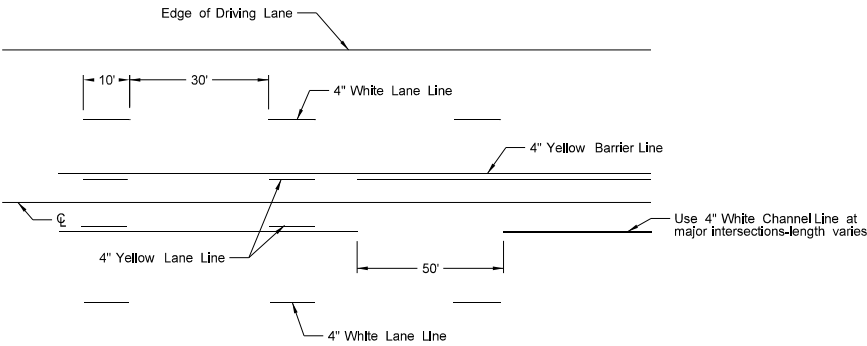 Edge of Driving Lane
10'
30'
4" White Lane Line
4" Yellow Barrier Line
℄
Use 4" White Channel Line at
major intersections-length varies
4" Yellow Lane Line
50'
4" White Lane Line